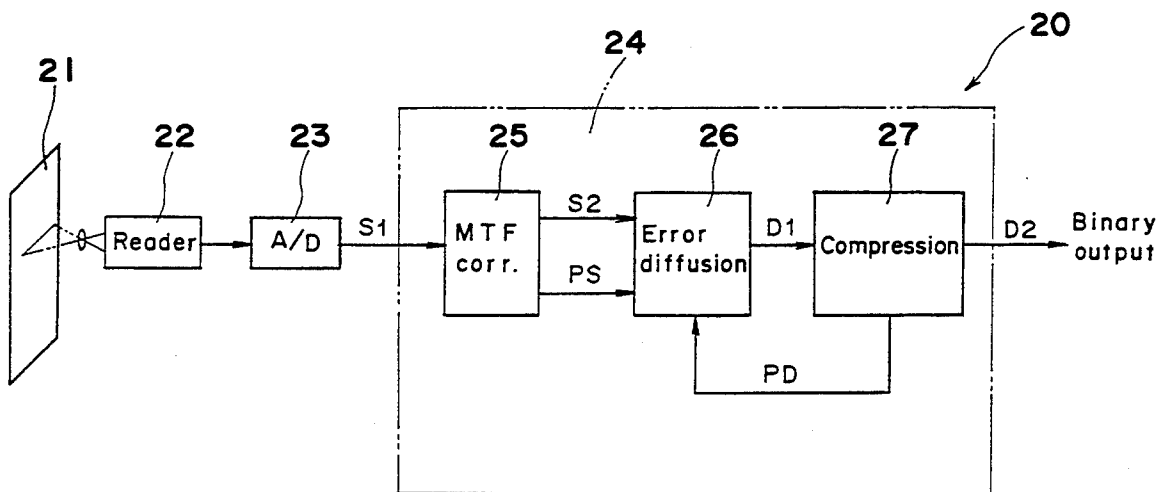 20
24
21
22
23
25
26
27
Reader
A/D
S1
MTF
corr.
S2
PS
Error
diffusion
D1
Compression
D2
Binary
output
PD